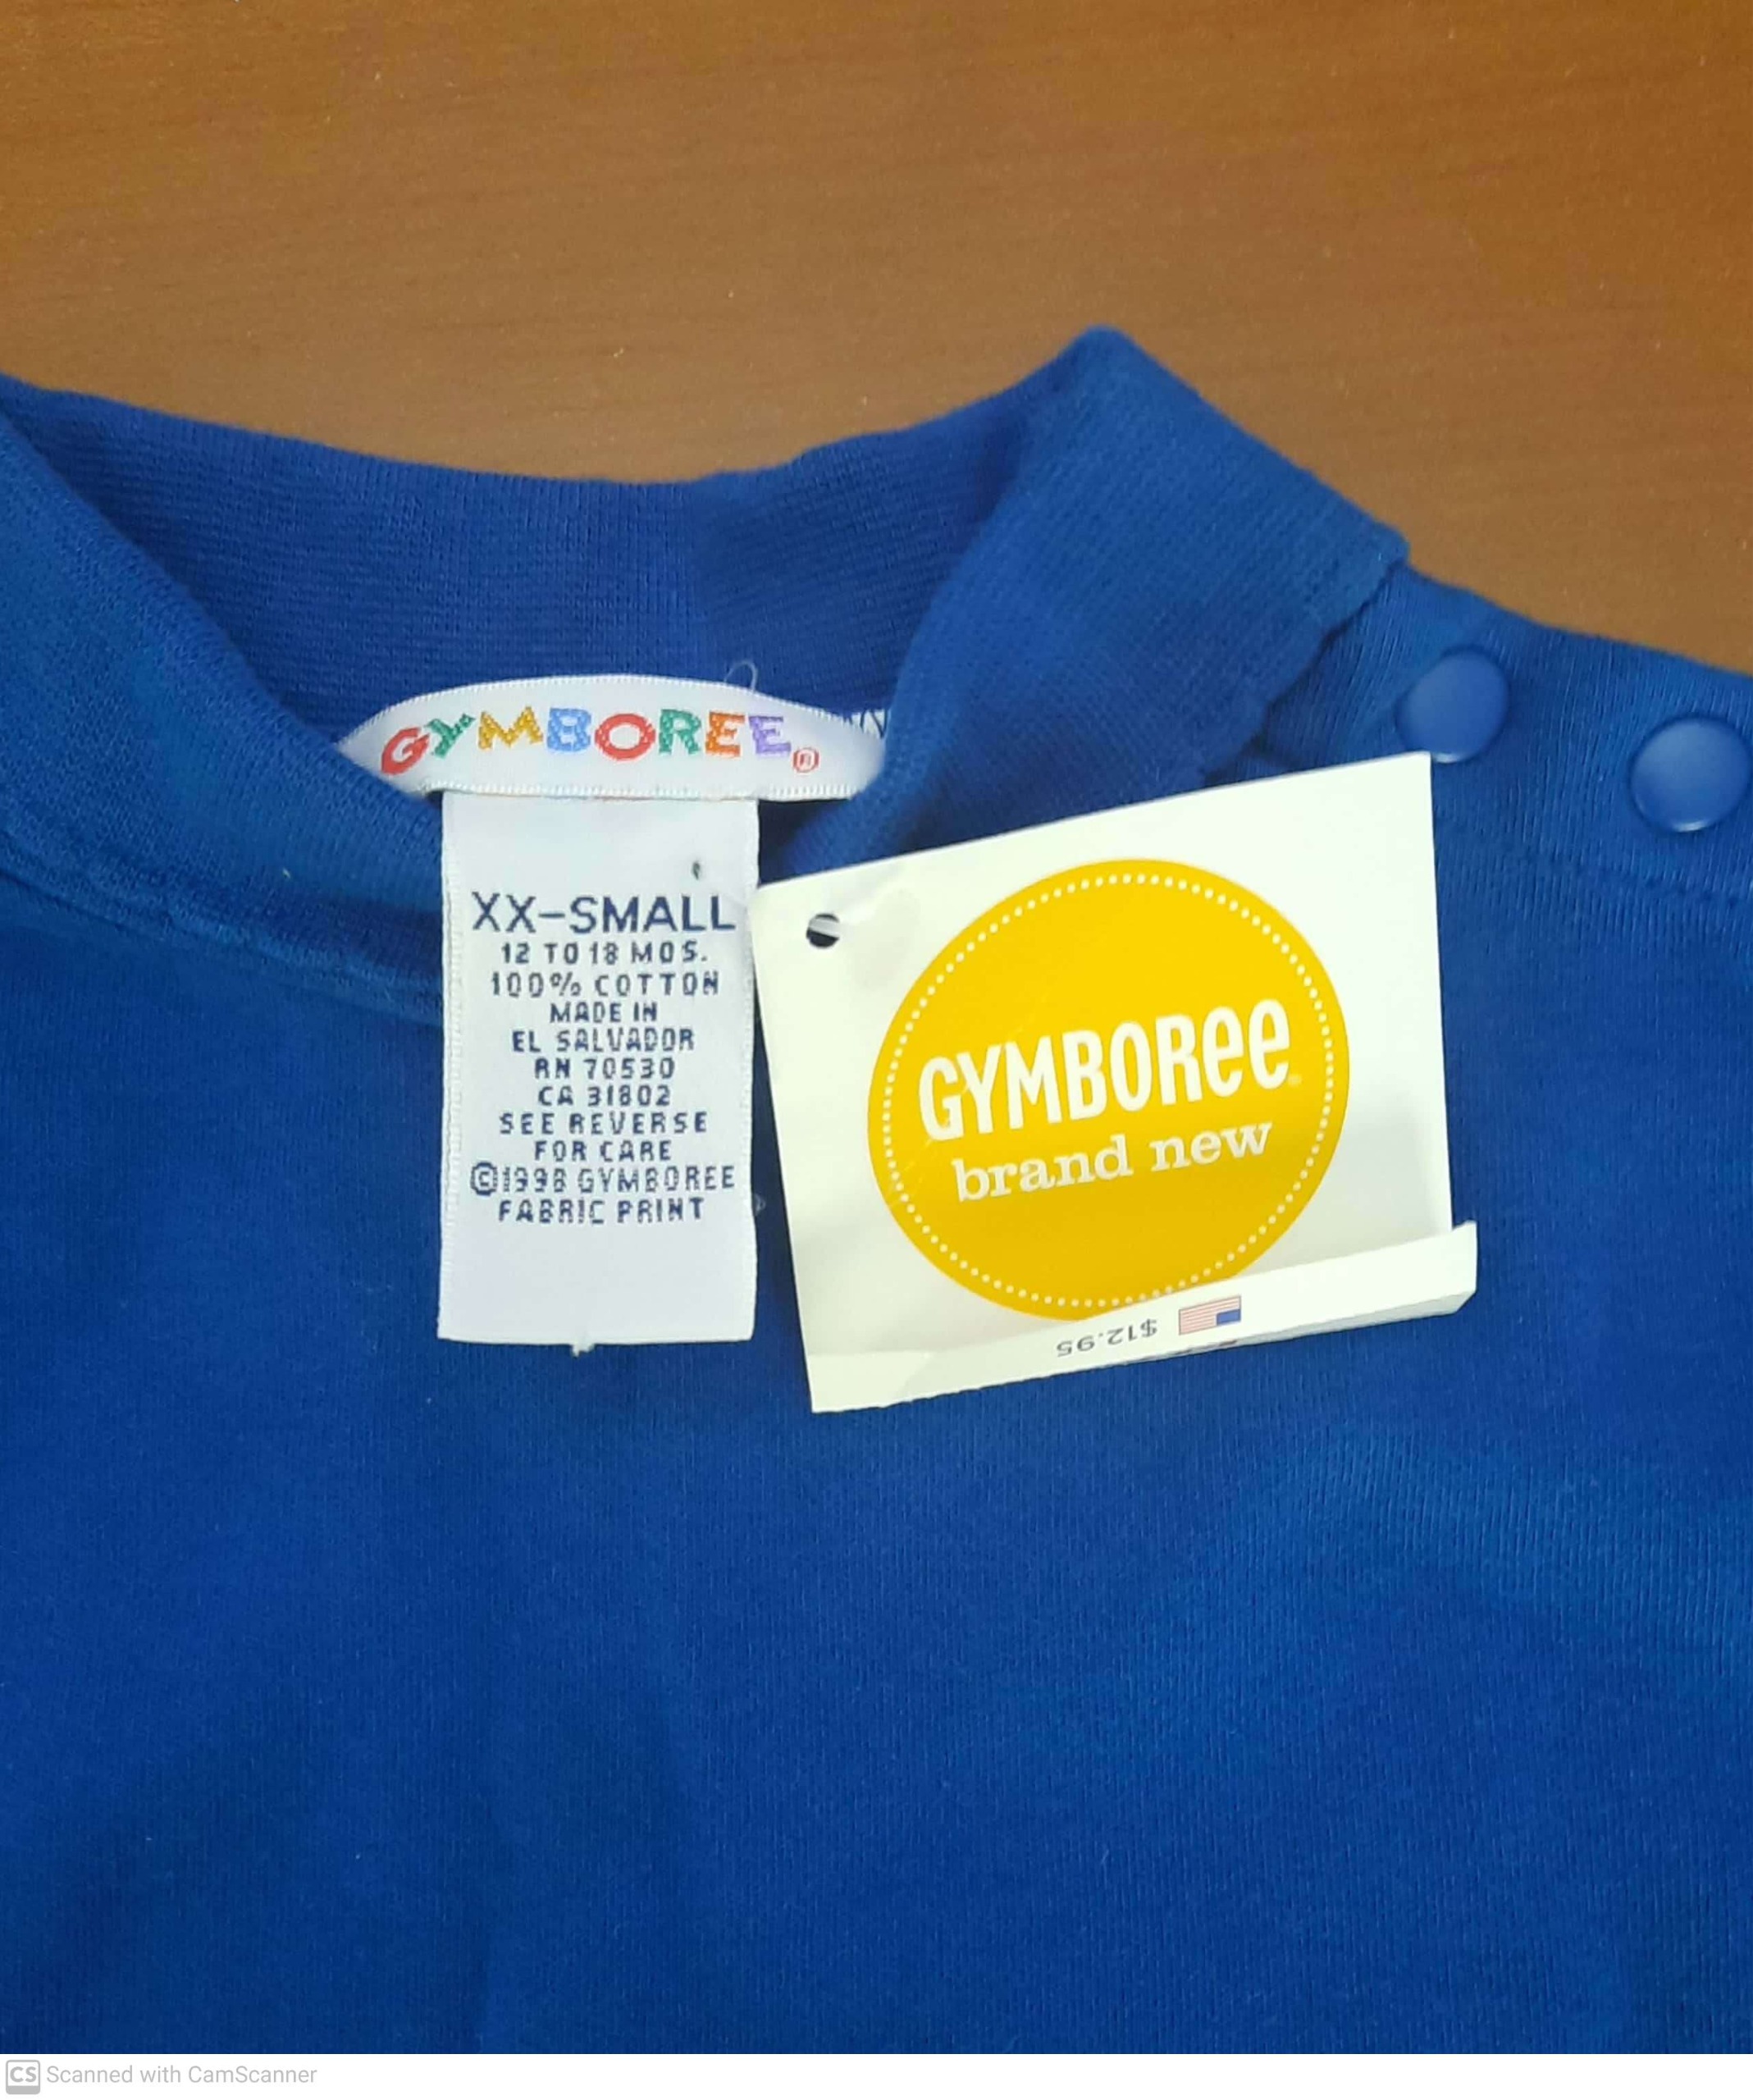 GYMBOREE®
XX-SMALL
12 TO 18 MOS.
100% COTTON
MADE IN
EL SALVADOR
RN 70530
CA 31802
SEE REVERSE
FOR CARE
©1998 GYMBOREE
FABRIC PRINT
GYMBOREE
brand new
$12.95
CS Scanned with CamScanner